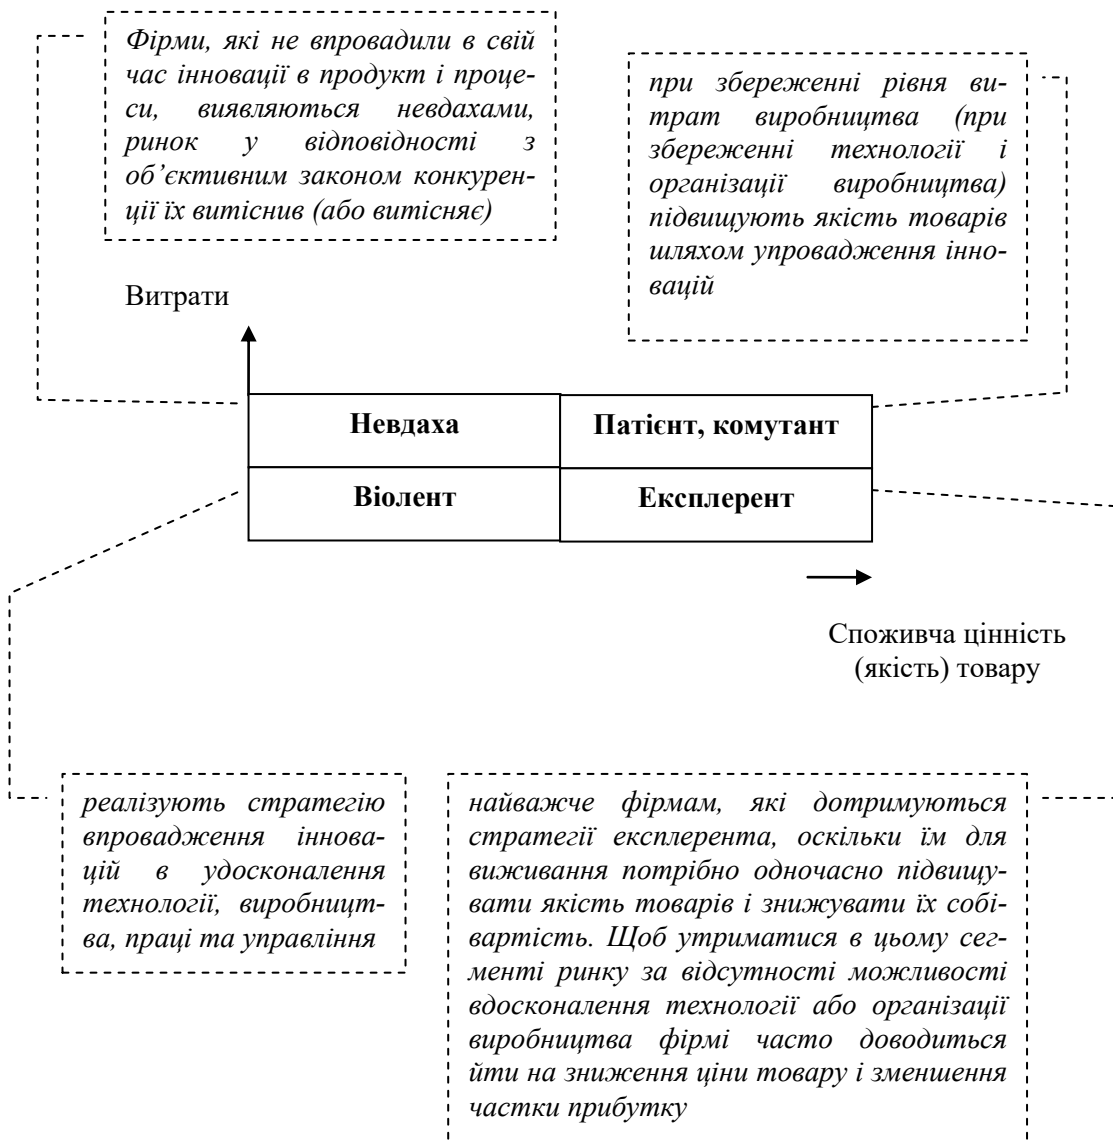 Фірми, які не впровадили в свій
час інновації в продукт і проце-
си, виявляються невдахами,
ринок у відповідності з
об’єктивним законом конкурен-
ції їх витіснив (або витісняє)
при збереженні рівня ви-
трат виробництва (при
збереженні технології і
організації виробництва)
підвищують якість товарів
шляхом упровадження інно-
вацій
Витрати
Невдаха
Патієнт, комутант
Віолент
Експлерент
Споживча цінність
(якість) товару
реалізують стратегію
впровадження іннова-
цій в удосконалення
технології, виробницт-
ва, праці та управління
найважче фірмам, які дотримуються
стратегії експлерента, оскільки їм для
виживання потрібно одночасно підвищу-
вати якість товарів і знижувати їх собі-
вартість. Щоб утриматися в цьому сег-
менті ринку за відсутності можливості
вдосконалення технології або організації
виробництва фірмі часто доводиться
йти на зниження ціни товару і зменшення
частки прибутку